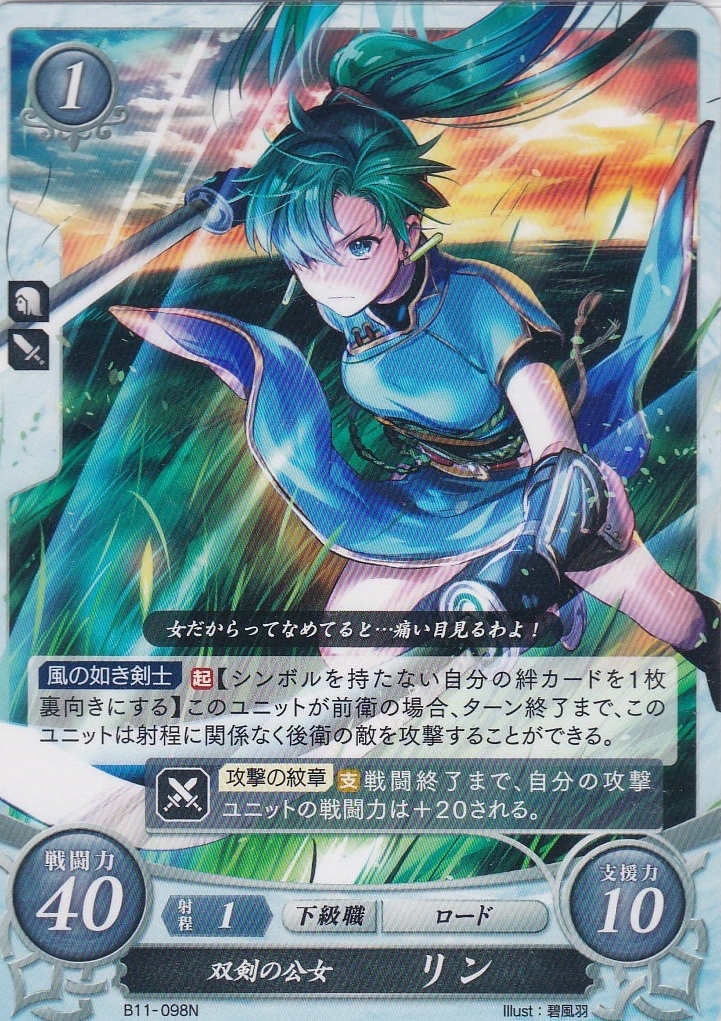 1
女だからってなめてると…痛い目見るわよ！
風の如き剣士 起【シンボルを持たない自分の絆カードを1枚
裏向きにする】このユニットが前衛の場合、ターン終了まで、この
ユニットは射程に関係なく後衛の敵を攻撃することができる。
攻撃の紋章 支 戦闘終了まで、自分の攻撃
ユニットの戦闘力は＋20される。
戦闘力
40
射程 1
下級職
ロード
支援力
10
双剣の公女 リン
B11-098N
Illust：碧風羽